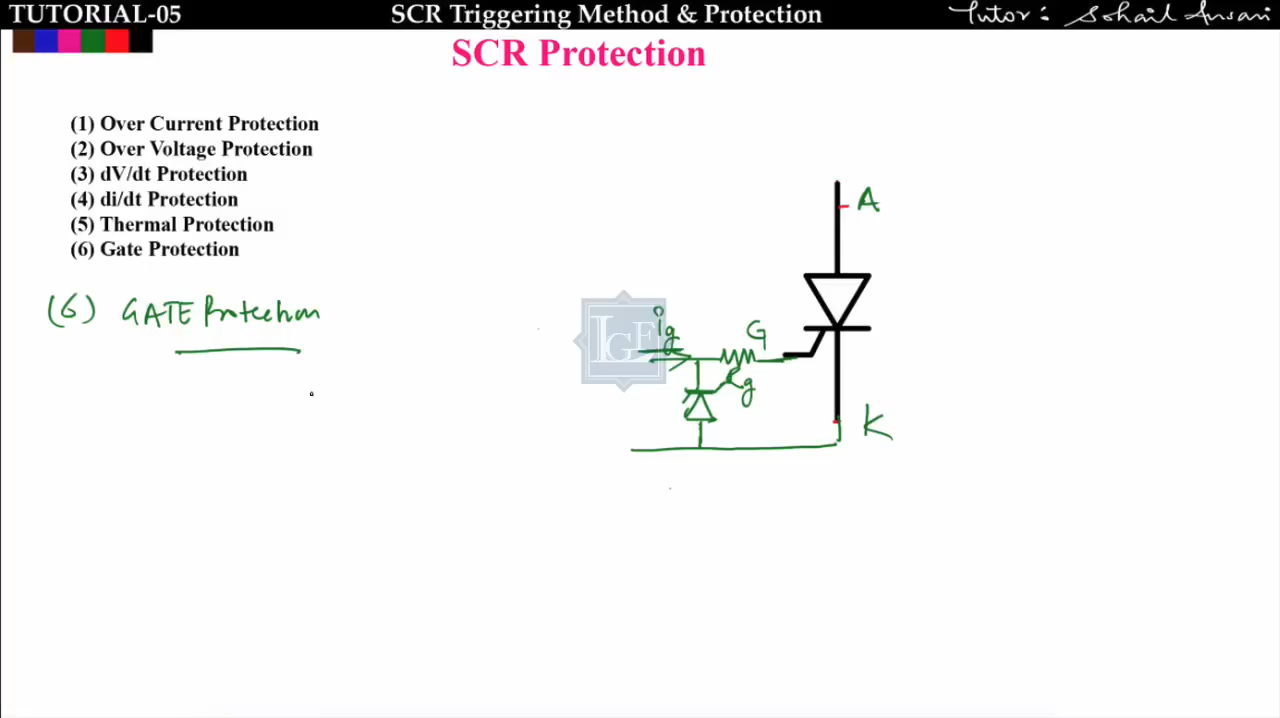 TUTORIAL-05
SCR Triggering Method & Protection
Tutor: Sohail Ansari
SCR Protection
(1) Over Current Protection
(2) Over Voltage Protection
(3) dV/dt Protection
(4) di/dt Protection
(5) Thermal Protection
(6) Gate Protection
(6) GATE Protection
A
ig
G
Rg
K
IGE